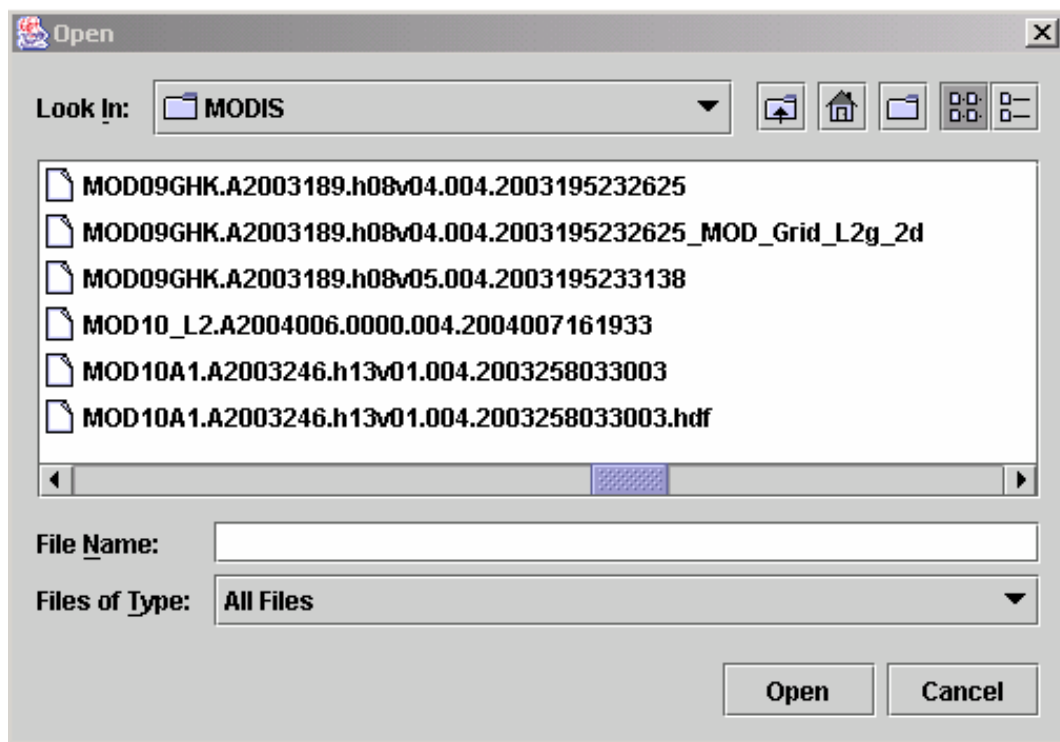 Open
Look In: MODIS
MOD09GHK.A2003189.h08v04.004.2003195232625
MOD09GHK.A2003189.h08v04.004.2003195232625_MOD_Grid_L2g_2d
MOD09GHK.A2003189.h08v05.004.2003195233138
MOD10_L2.A2004006.0000.004.2004007161933
MOD10A1.A2003246.h13v01.004.2003258033003
MOD10A1.A2003246.h13v01.004.2003258033003.hdf
File Name:
Files of Type: All Files
Open Cancel